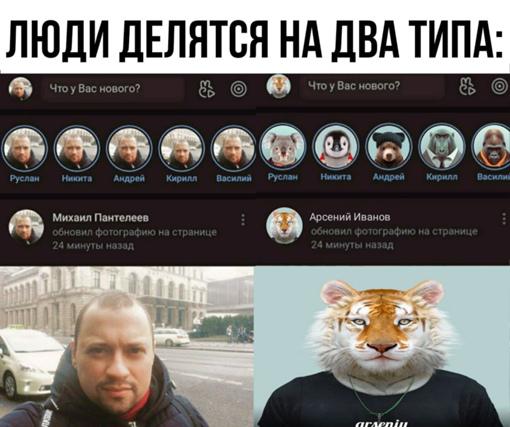 ЛЮДИ ДЕЛЯТСЯ НА ДВА ТИПА:
Что у Вас нового?
Руслан Никита Андрей Кирилл Василий
Михаил Пантелеев
обновил фотографию на странице
24 минуты назад
Что у Вас нового?
Руслан Никита Андрей Кирилл Василий
Арсений Иванов
обновил фотографию на странице
24 минуты назад
arseniy